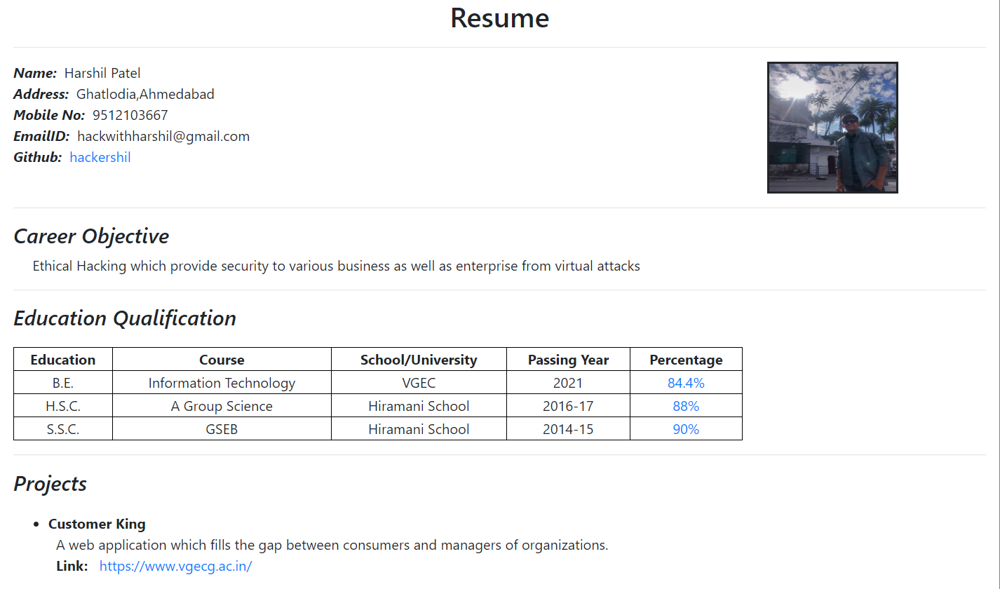 Resume
Name: Harshil Patel
Address: Ghatlodia,Ahmedabad
Mobile No: 9512103667
EmailID: hackwithharshil@gmail.com
Github: hackershil
Career Objective
Ethical Hacking which provide security to various business as well as enterprise from virtual attacks
Education Qualification
Education Course School/University Passing Year Percentage
B.E. Information Technology VGEC 2021 84.4%
H.S.C. A Group Science Hiramani School 2016-17 88%
S.S.C. GSEB Hiramani School 2014-15 90%
Projects
• Customer King
A web application which fills the gap between consumers and managers of organizations.
Link: https://www.vgecg.ac.in/